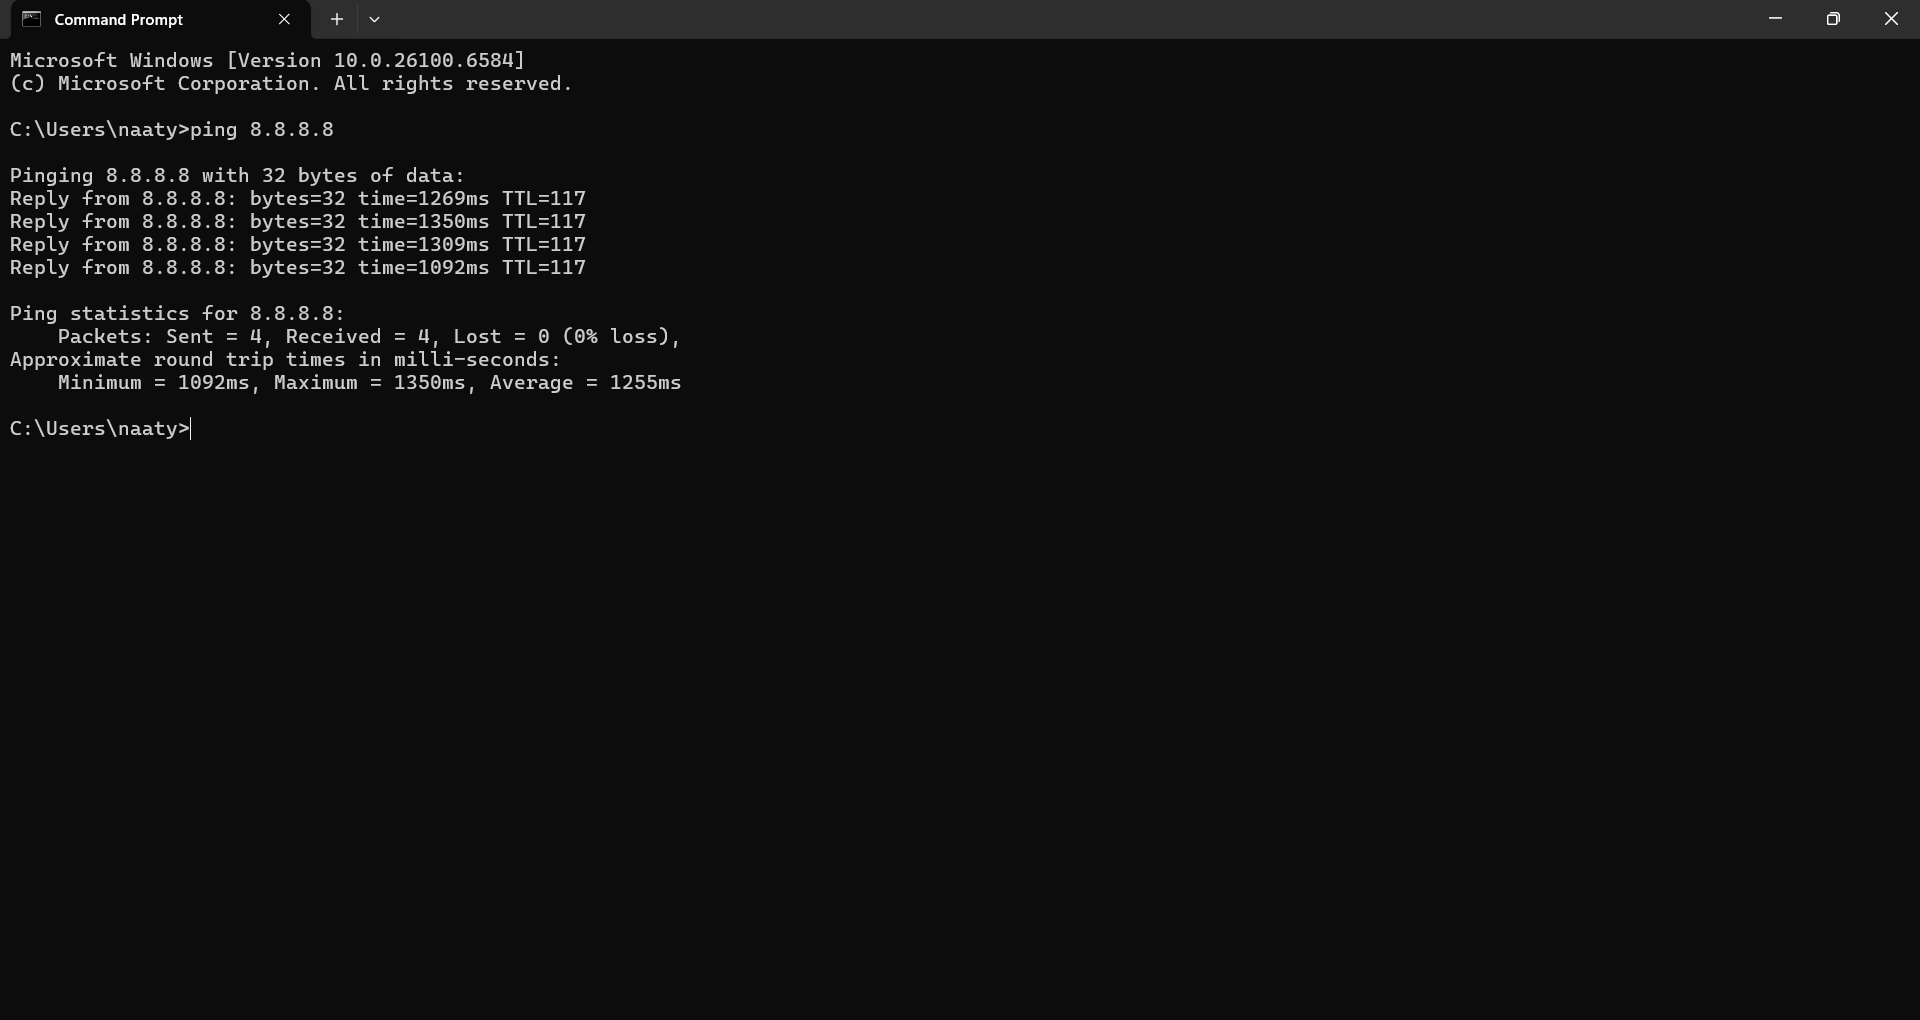 Command Prompt
Microsoft Windows [Version 10.0.26100.6584]
(c) Microsoft Corporation. All rights reserved.
C:\Users\naaty>ping 8.8.8.8
Pinging 8.8.8.8 with 32 bytes of data:
Reply from 8.8.8.8: bytes=32 time=1269ms TTL=117
Reply from 8.8.8.8: bytes=32 time=1350ms TTL=117
Reply from 8.8.8.8: bytes=32 time=1309ms TTL=117
Reply from 8.8.8.8: bytes=32 time=1092ms TTL=117
Ping statistics for 8.8.8.8:
    Packets: Sent = 4, Received = 4, Lost = 0 (0% loss),
Approximate round trip times in milli-seconds:
    Minimum = 1092ms, Maximum = 1350ms, Average = 1255ms
C:\Users\naaty>